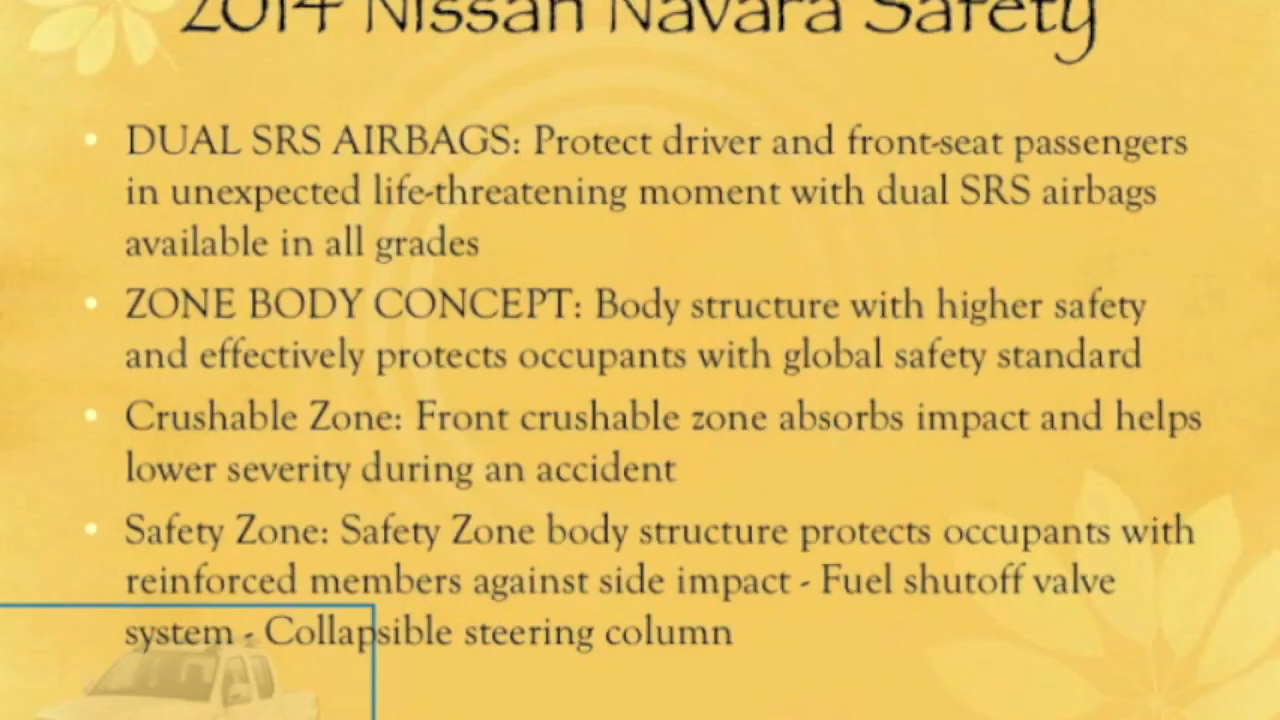 2014 Nissan Navara Safety
• DUAL SRS AIRBAGS: Protect driver and front-seat passengers
in unexpected life-threatening moment with dual SRS airbags
available in all grades
• ZONE BODY CONCEPT: Body structure with higher safety
and effectively protects occupants with global safety standard
• Crushable Zone: Front crushable zone absorbs impact and helps
lower severity during an accident
• Safety Zone: Safety Zone body structure protects occupants with
reinforced members against side impact - Fuel shutoff valve
system - Collapsible steering column